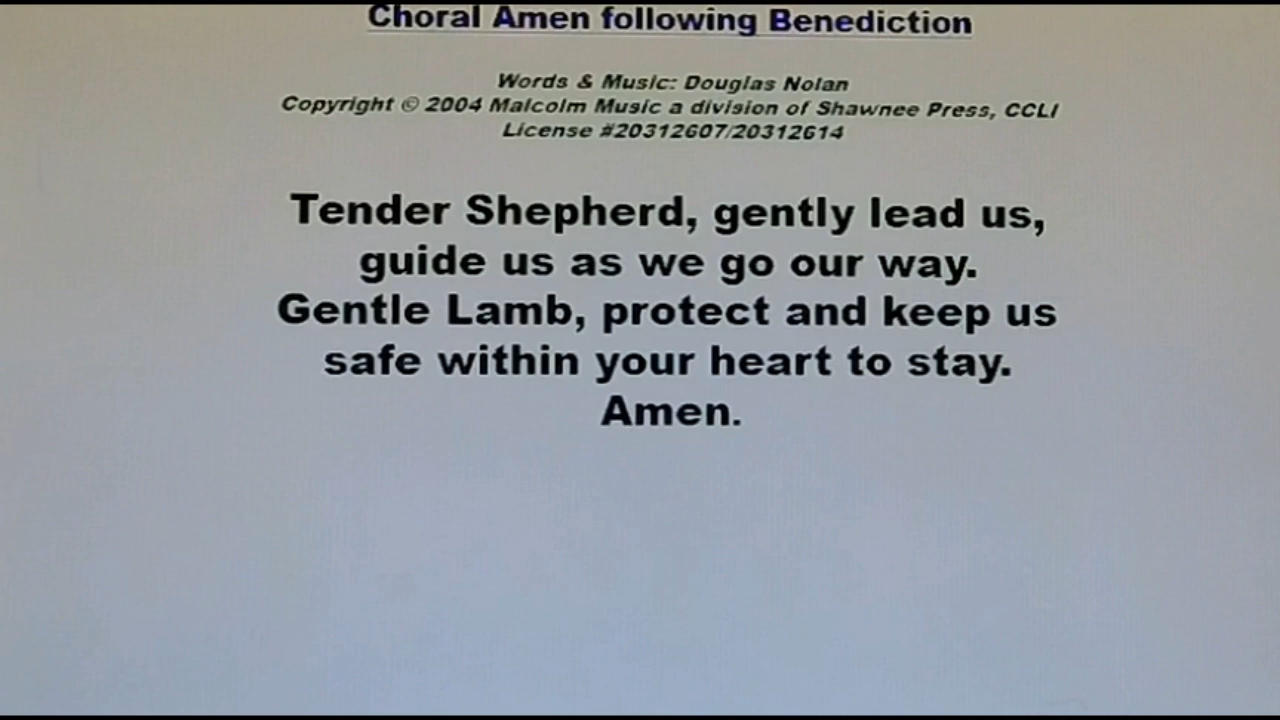 Choral Amen following Benediction
Words & Music: Douglas Nolan
Copyright © 2004 Malcolm Music a division of Shawnee Press, CCLI
License #20312607/20312614
Tender Shepherd, gently lead us,
guide us as we go our way.
Gentle Lamb, protect and keep us
safe within your heart to stay.
Amen.